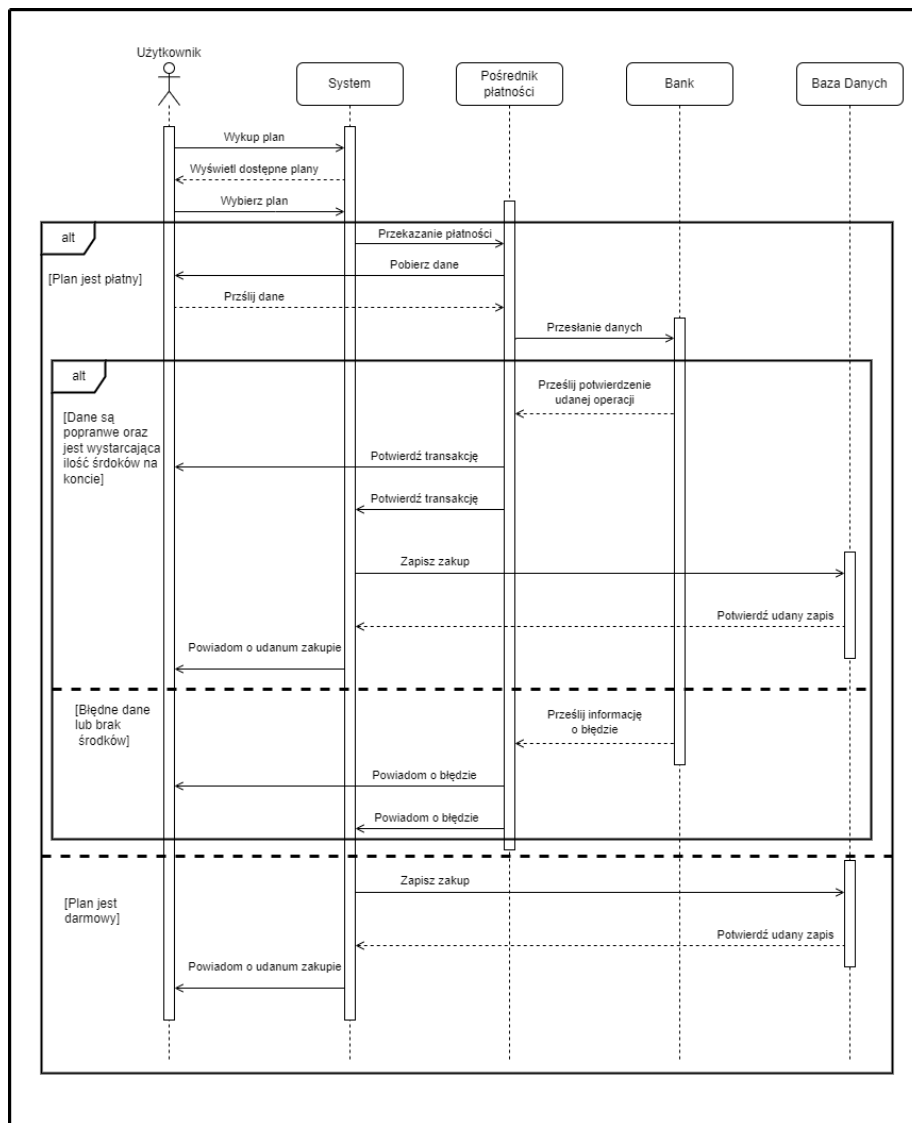 Użytkownik
System
Pośrednik
płatności
Bank
Baza Danych
Wykup plan
Wyświetl dostępne plany
Wybierz plan
alt
Przekazanie płatności
[Plan jest płatny]
Pobierz dane
Prześlij dane
Przesłanie danych
alt
Prześlij potwierdzenie
udanej operacji
[Dane są
popranwe oraz
jest wystarcająca
ilość śrdoków na
koncie]
Potwierdź transakcję
Potwierdź transakcję
Zapisz zakup
Potwierdź udany zapis
Powiadom o udanum zakupie
[Błędne dane
lub brak
środków]
Prześlij informację
o błędzie
Powiadom o błędzie
Powiadom o błędzie
Zapisz zakup
[Plan jest
darmowy]
Potwierdź udany zapis
Powiadom o udanum zakupie